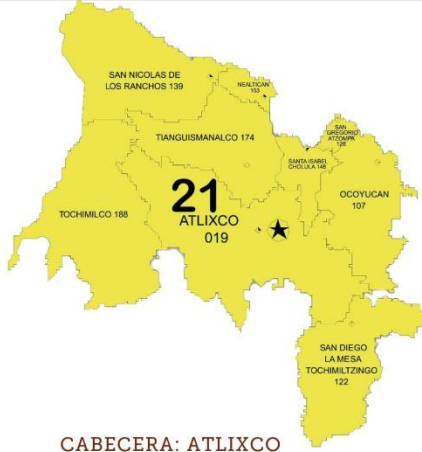 SAN NICOLAS DE
LOS RANCHOS 139
NEALTICAN
103
TIANGUISMANALCO 174
SAN
GREGORIO
ATZOMPA
126
SANTA ISABEL
CHOLULA 148
OCOYUCAN
107
TOCHIMILCO 188
21
ATLIXCO
019
SAN DIEGO
LA MESA
TOCHIMILTZINGO
122
CABECERA: ATLIXCO